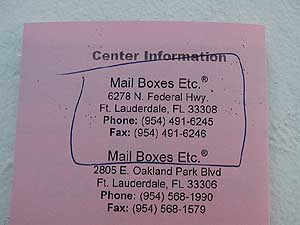 Center Information
Mail Boxes Etc.®
6278 N. Federal Hwy.
Ft. Lauderdale, FL 33308
Phone: (954) 491-6245
Fax: (954) 491-6246
Mail Boxes Etc.®
2805 E. Oakland Park Blvd
Ft. Lauderdale, FL 33306
Phone: (954) 568-1990
Fax: (954) 568-1579